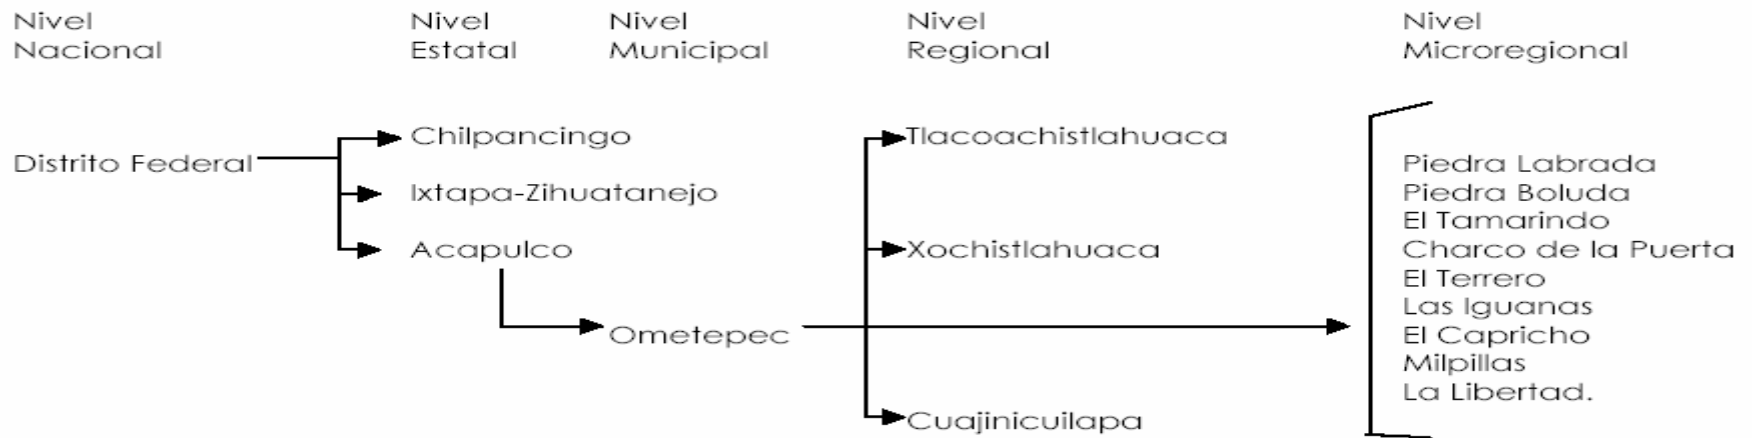 Nivel Nacional
Nivel Estatal
Nivel Municipal
Nivel Regional
Nivel Microregional
Distrito Federal
Chilpancingo
Ixtapa-Zihuatanejo
Acapulco
Ometepec
Tlacoachistlahuaca
Xochistlahuaca
Cuajinicuilapa
Piedra Labrada
Piedra Boluda
El Tamarindo
Charco de la Puerta
El Terrero
Las Iguanas
El Capricho
Milpillas
La Libertad.